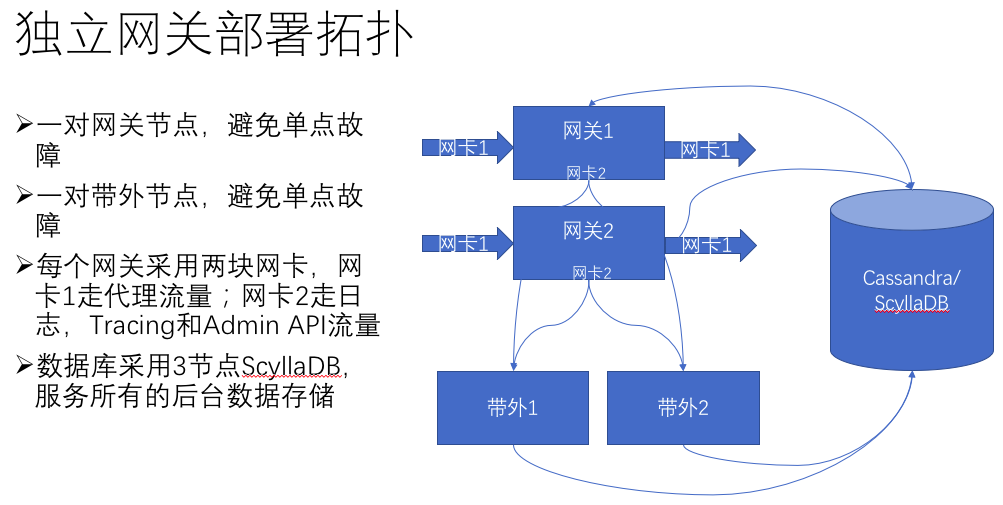 独立网关部署拓扑
➢一对网关节点，避免单点故
障
➢一对带外节点，避免单点故
障
➢每个网关采用两块网卡，网
卡1走代理流量；网卡2走日
志，Tracing和Admin API流量
➢数据库采用3节点ScyllaDB，
服务所有的后台数据存储
网卡1
网关1
网卡2
网卡1
网卡1
网关2
网卡2
网卡1
带外1
带外2
Cassandra/
ScyllaDB